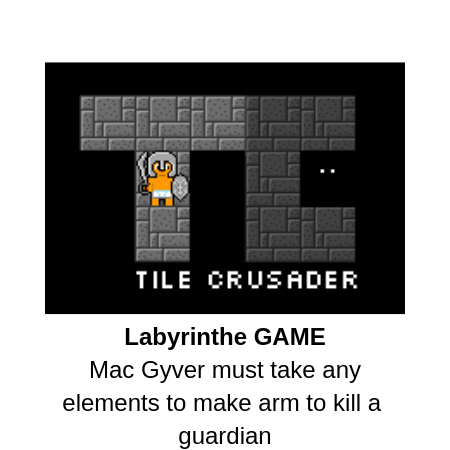 TILE CRUSADER
Labyrinthe GAME
Mac Gyver must take any
elements to make arm to kill a
guardian